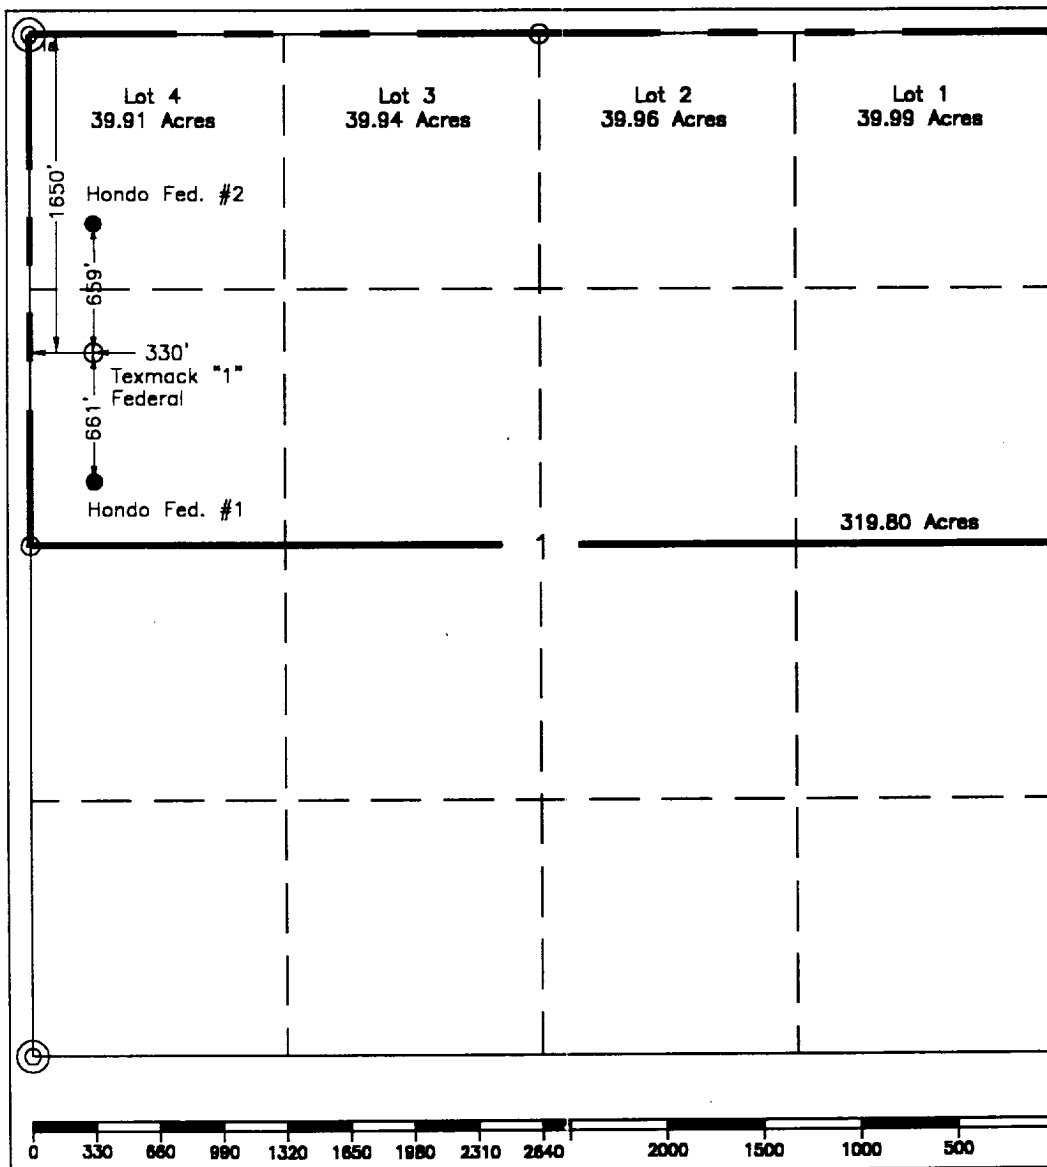 Lot 4
39.91 Acres
Lot 3
39.94 Acres
Lot 2
39.96 Acres
Lot 1
39.99 Acres
1650'
Hondo Fed. #2
659'
330'
Texmack "1"
Federal
661'
Hondo Fed. #1
319.80 Acres
1
0 330 660 990 1320 1650 1980 2310 2640 2000 1500 1000 500